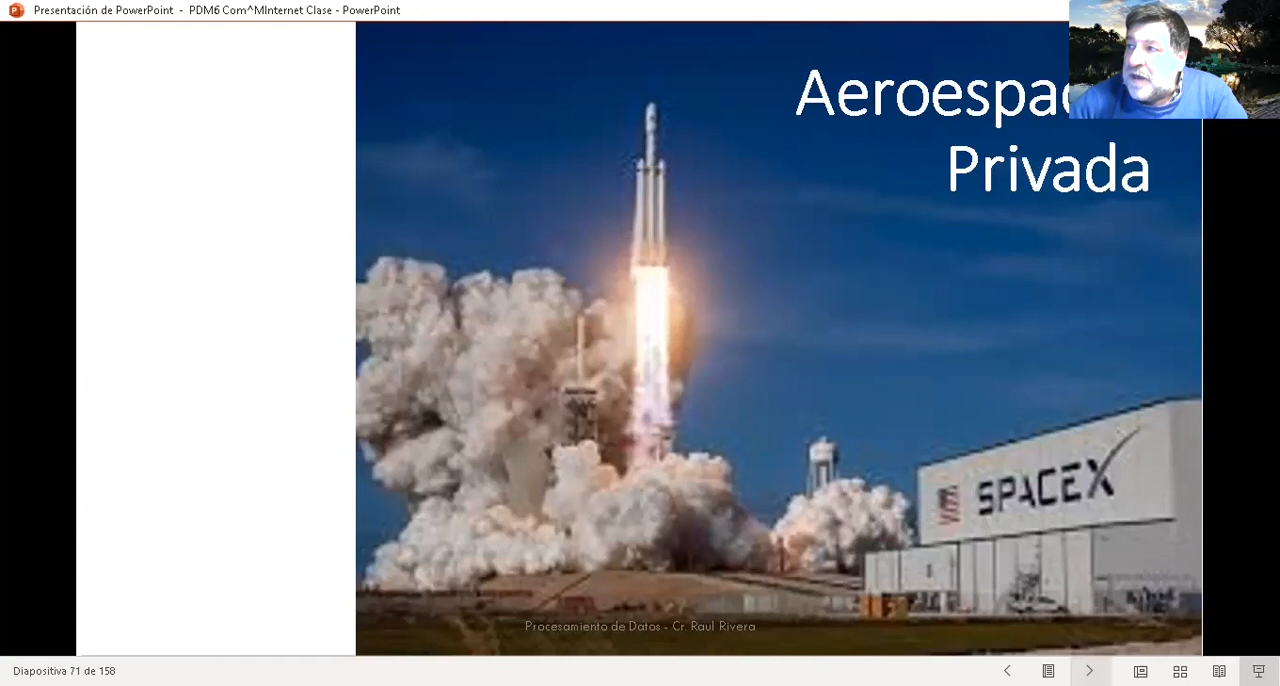 Presentación de PowerPoint - PDM6 Com^MInternet Clase - PowerPoint
Privada
SPACEX
Procesamiento de Datos - Cr. Raul Rivera
Diapositiva 71 de 158